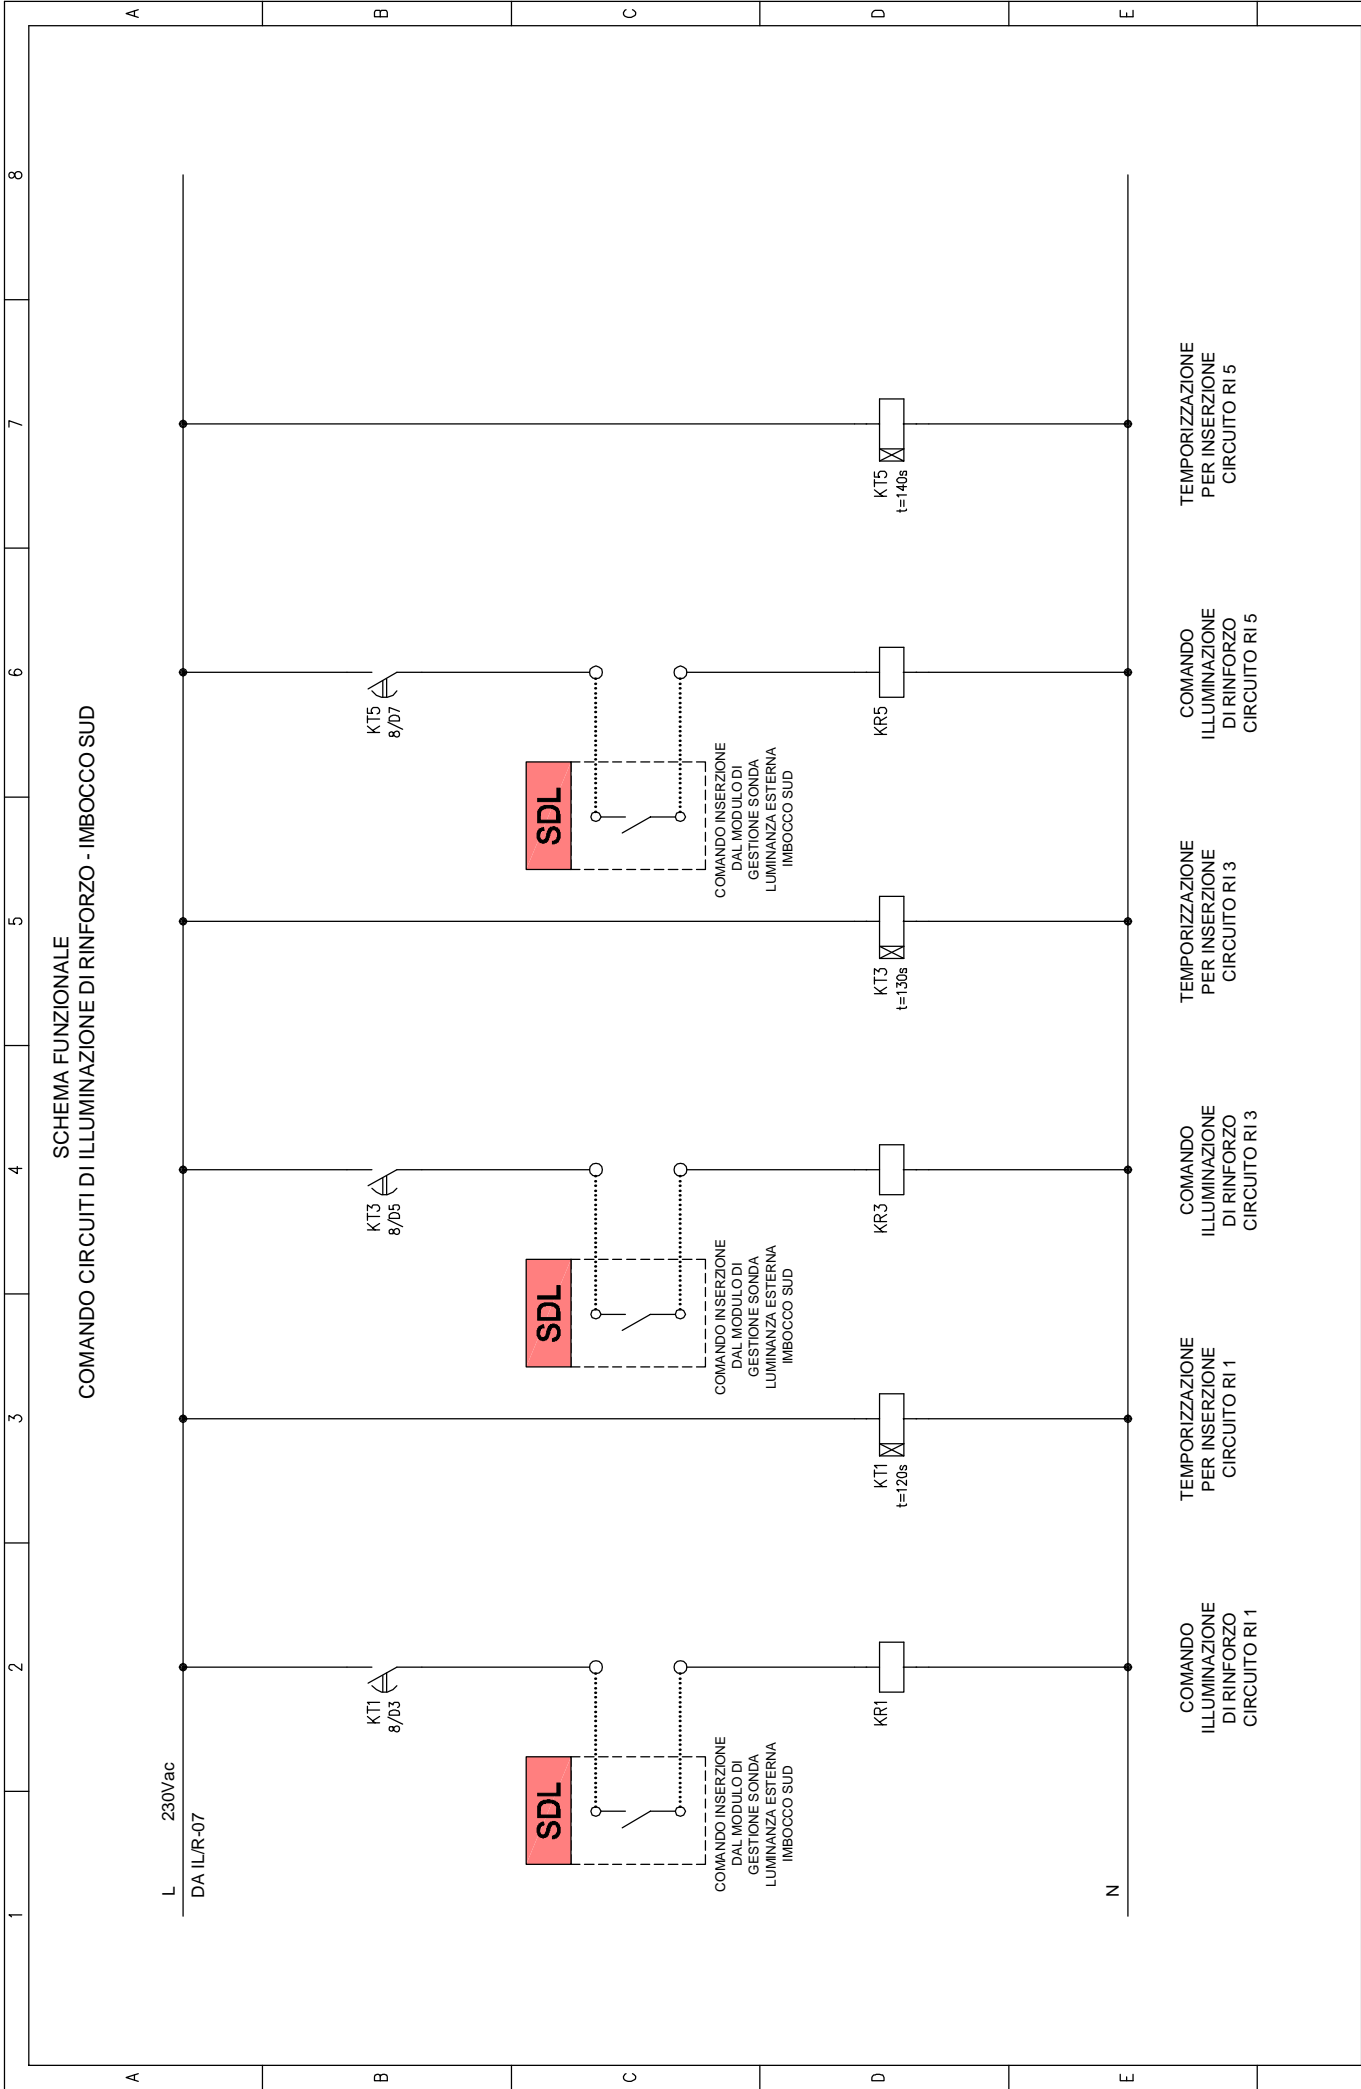 SCHEMA FUNZIONALE
COMANDO CIRCUITI DI ILLUMINAZIONE DI RINFORZO - IMBOCCO SUD
1
2
3
4
5
6
7
8
A
A
B
B
C
C
D
D
E
E
L
230Vac
DA IL/R-07
N
KT1
8/D3
SDL
COMANDO INSERZIONE
DAL MODULO DI
GESTIONE SONDA
LUMINANZA ESTERNA
IMBOCCO SUD
KR1
COMANDO
ILLUMINAZIONE
DI RINFORZO
CIRCUITO RI 1
KT1
t=120s
TEMPORIZZAZIONE
PER INSERZIONE
CIRCUITO RI 1
KT3
8/D5
SDL
COMANDO INSERZIONE
DAL MODULO DI
GESTIONE SONDA
LUMINANZA ESTERNA
IMBOCCO SUD
KR3
COMANDO
ILLUMINAZIONE
DI RINFORZO
CIRCUITO RI 3
KT3
t=130s
TEMPORIZZAZIONE
PER INSERZIONE
CIRCUITO RI 3
KT5
8/D7
SDL
COMANDO INSERZIONE
DAL MODULO DI
GESTIONE SONDA
LUMINANZA ESTERNA
IMBOCCO SUD
KR5
COMANDO
ILLUMINAZIONE
DI RINFORZO
CIRCUITO RI 5
KT5
t=140s
TEMPORIZZAZIONE
PER INSERZIONE
CIRCUITO RI 5